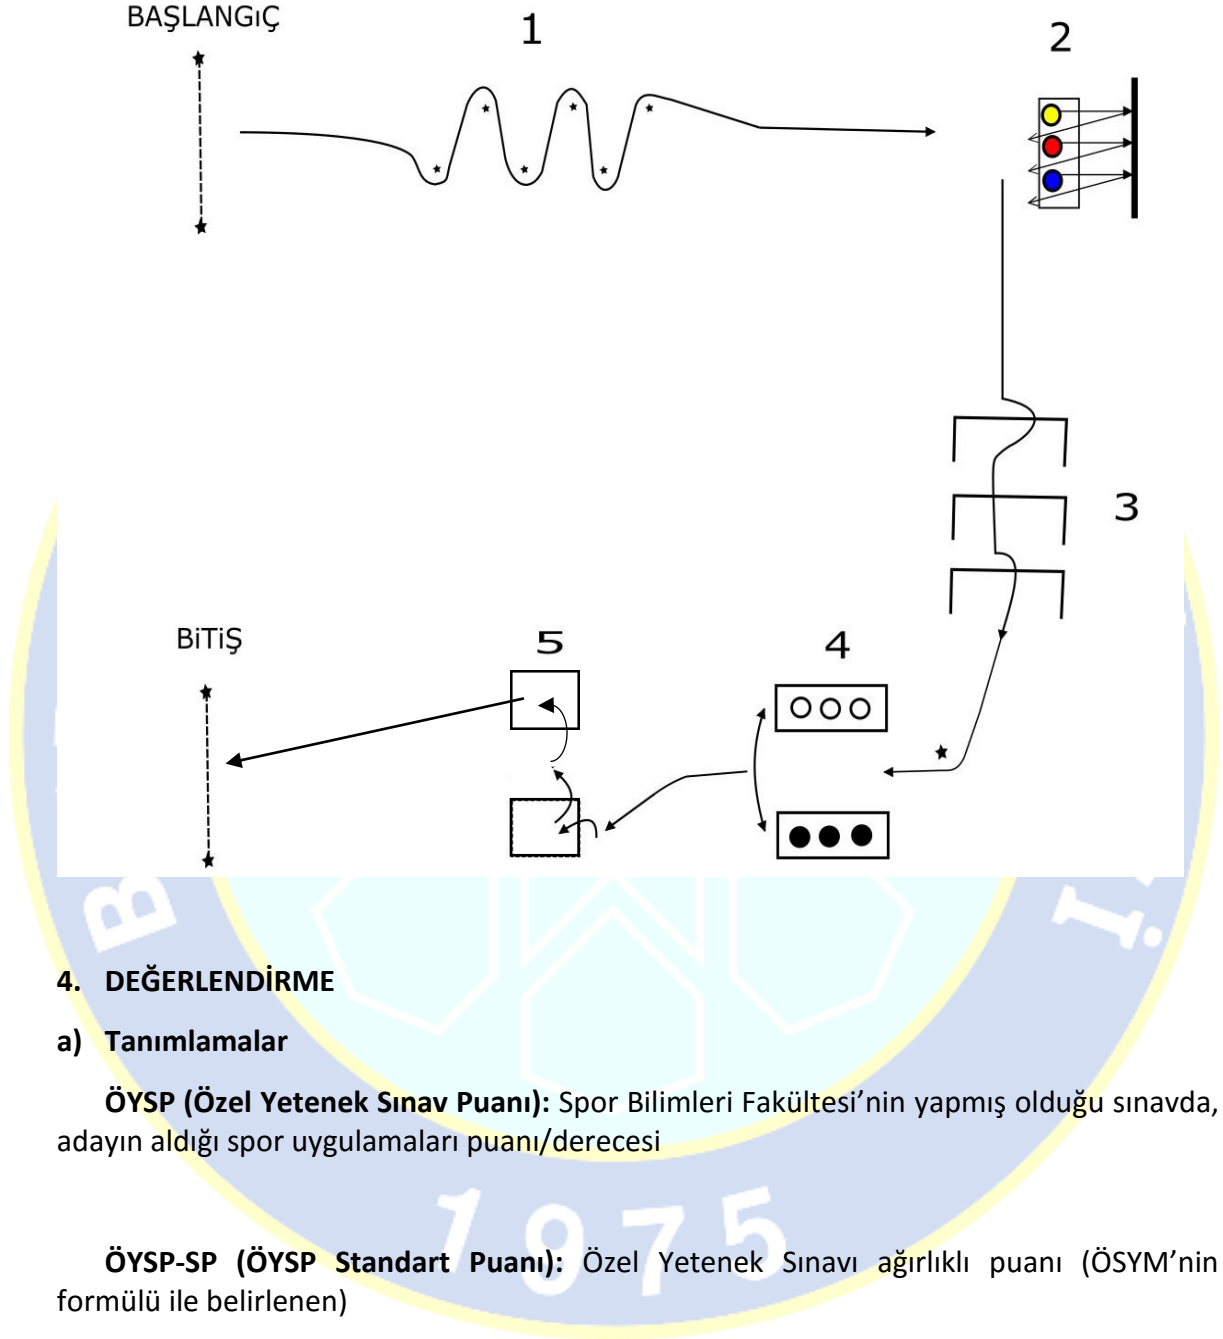 BAŞLANGıÇ
1
2
3
BiTiŞ
5
4
4. DEĞERLENDİRME
a) Tanımlamalar
ÖYSP (Özel Yetenek Sınav Puanı): Spor Bilimleri Fakültesi’nin yapmış olduğu sınavda,
adayın aldığı spor uygulamaları puanı/derecesi
1975
ÖYSP-SP (ÖYSP Standart Puanı): Özel Yetenek Sınavı ağırlıklı puanı (ÖSYM’nin
formülü ile belirlenen)